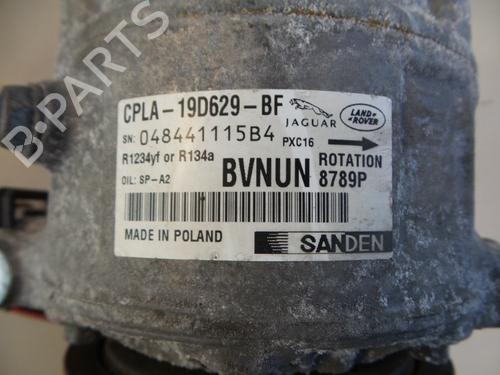 CPLA-19D629-BF
JAGUAR
LAND ROVER
SN: 048441115B4
PXC16
R1234yf or R134a
ROTATION
OIL: SP-A2
BVNUN 8789P
MADE IN POLAND
SANDEN
B-PARTS